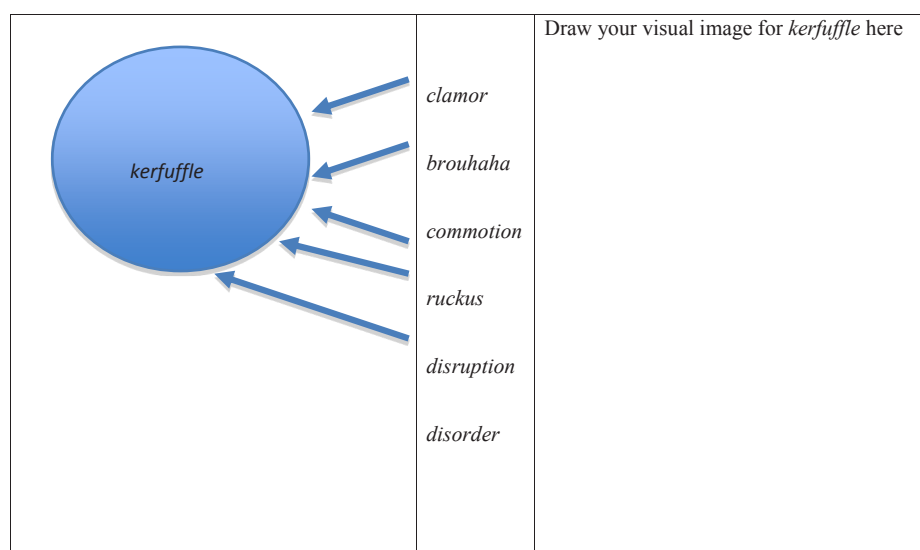 kerfuffle
clamor
brouhaha
commotion
ruckus
disruption
disorder
Draw your visual image for kerfuffle here